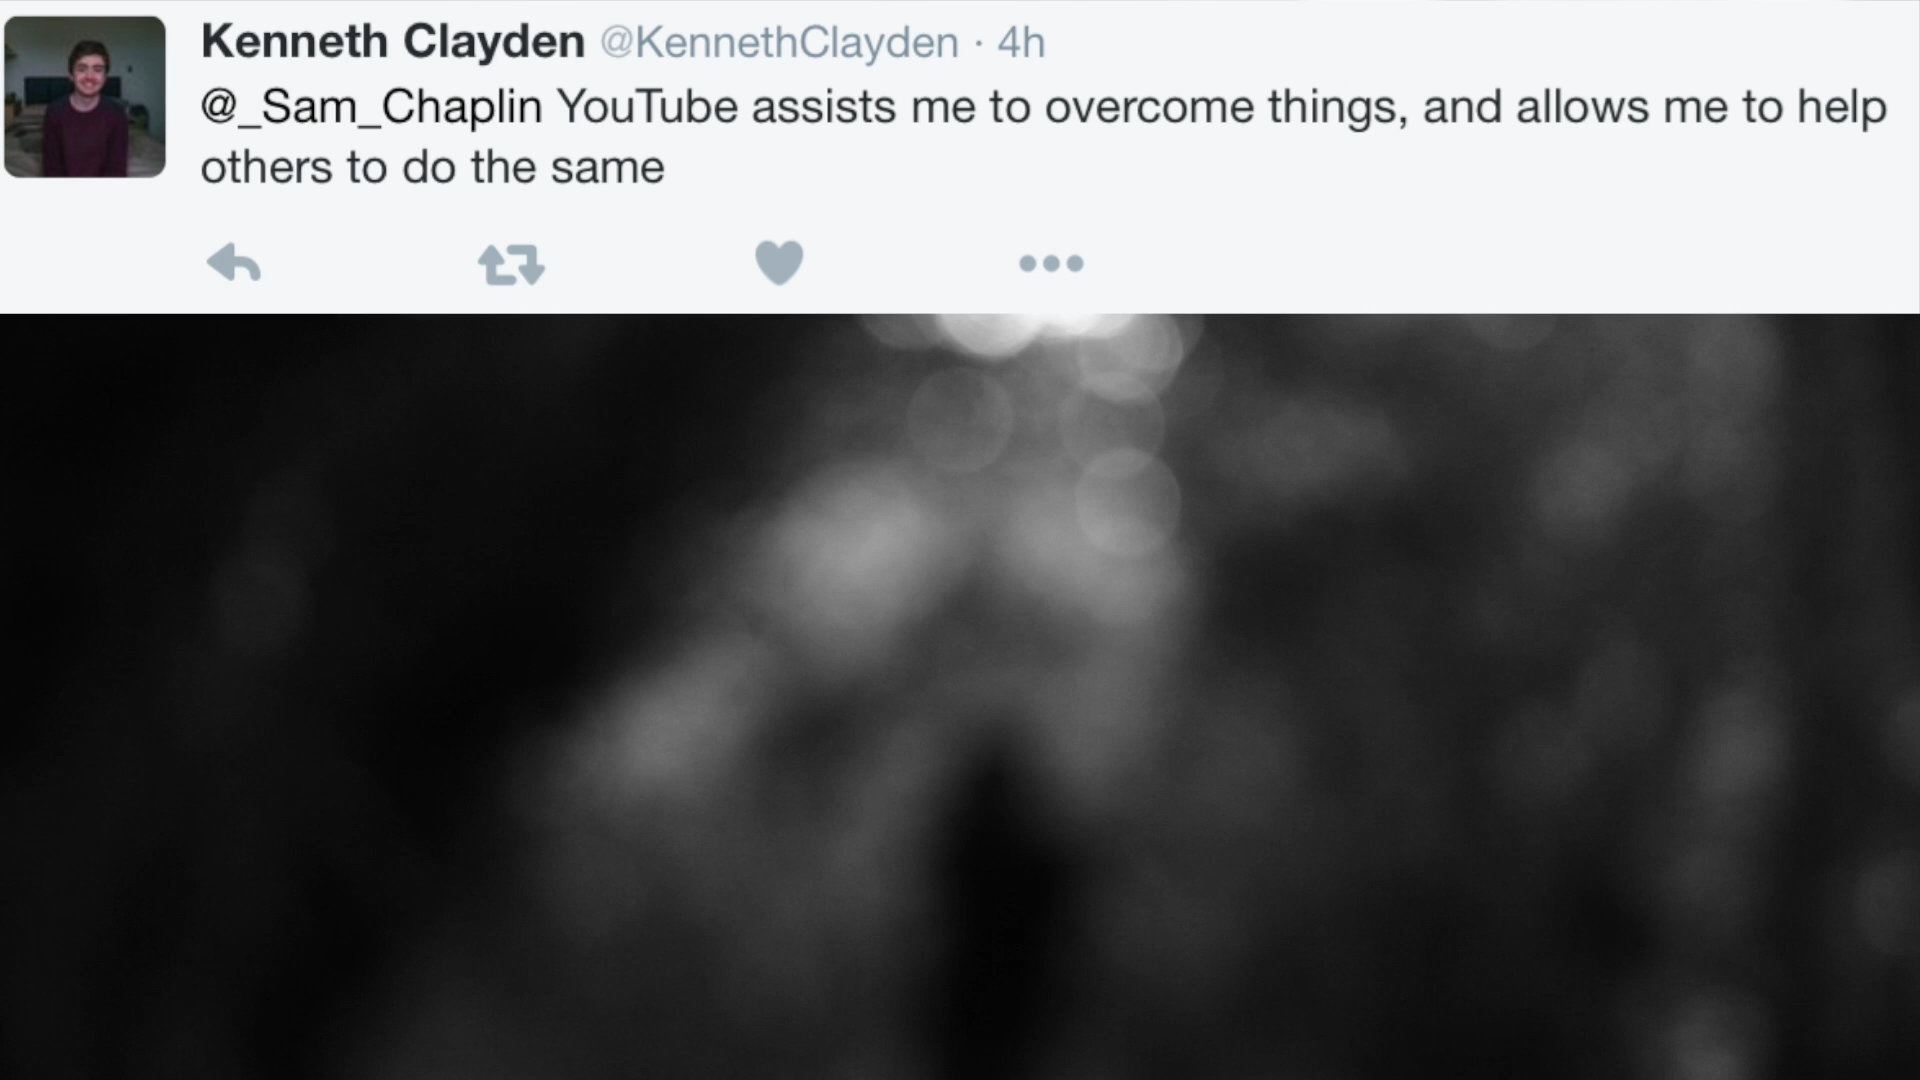 Kenneth Clayden @KennethClayden · 4h
@_Sam_Chaplin YouTube assists me to overcome things, and allows me to help
others to do the same